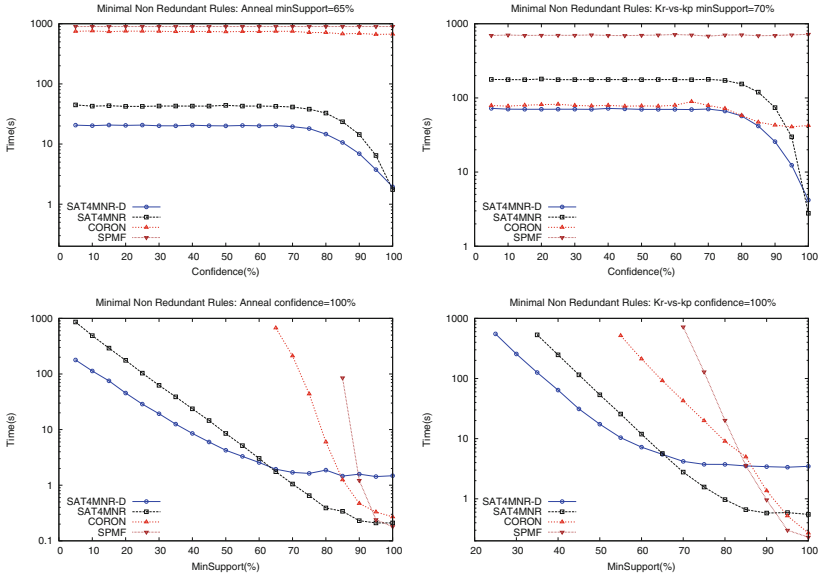 Minimal Non Redundant Rules: Anneal minSupport=65%
1000
100
10
1
Time(s)
SAT4MNR-D
SAT4MNR
CORON
SPMF
0 10 20 30 40 50 60 70 80 90 100
Confidence(%)
Minimal Non Redundant Rules: Kr-vs-kp minSupport=70%
1000
100
10
1
Time(s)
SAT4MNR-D
SAT4MNR
CORON
SPMF
0 10 20 30 40 50 60 70 80 90 100
Confidence(%)
Minimal Non Redundant Rules: Anneal confidence=100%
1000
100
10
1
0.1
Time(s)
SAT4MNR-D
SAT4MNR
CORON
SPMF
0 10 20 30 40 50 60 70 80 90 100
MinSupport(%)
Minimal Non Redundant Rules: Kr-vs-kp confidence=100%
1000
100
10
1
Time(s)
SAT4MNR-D
SAT4MNR
CORON
SPMF
20 30 40 50 60 70 80 90 100
MinSupport(%)